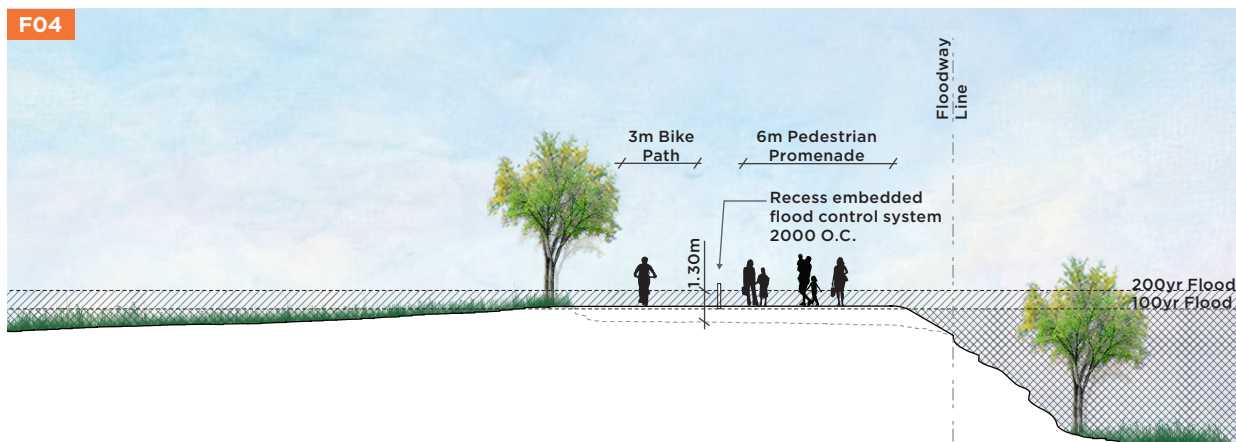 F04
Floodway
Line
3m Bike
Path
6m Pedestrian
Promenade
Recess embedded
flood control system
2000 O.C.
1.30m
200yr Flood
100yr Flood